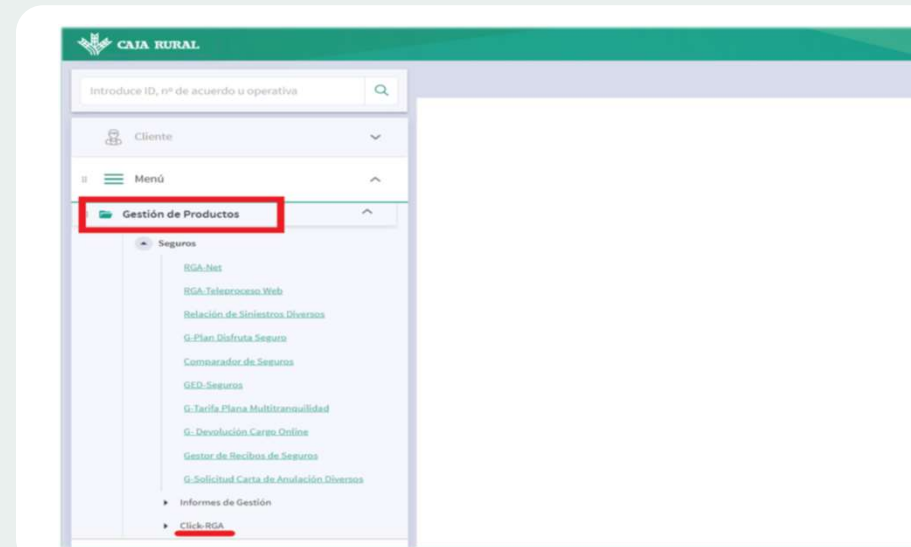 CAJA RURAL
Introduce ID, nº de acuerdo u operativa
Cliente
Menú
Gestión de Productos
Seguros
RGA-Net
RGA-Teleproceso Web
Relación de Siniestros Diversos
G-Plan Disfruta Seguro
Comparador de Seguros
GED-Seguros
G-Tarifa Plana Multitranquilidad
G- Devolución Cargo Online
Gestor de Recibos de Seguros
G-Solicitud Carta de Anulación Diversos
Informes de Gestión
Click-RGA